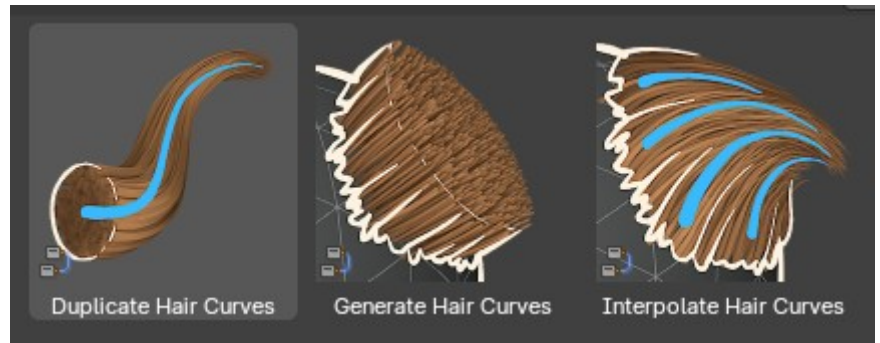 Duplicate Hair Curves
Generate Hair Curves
Interpolate Hair Curves